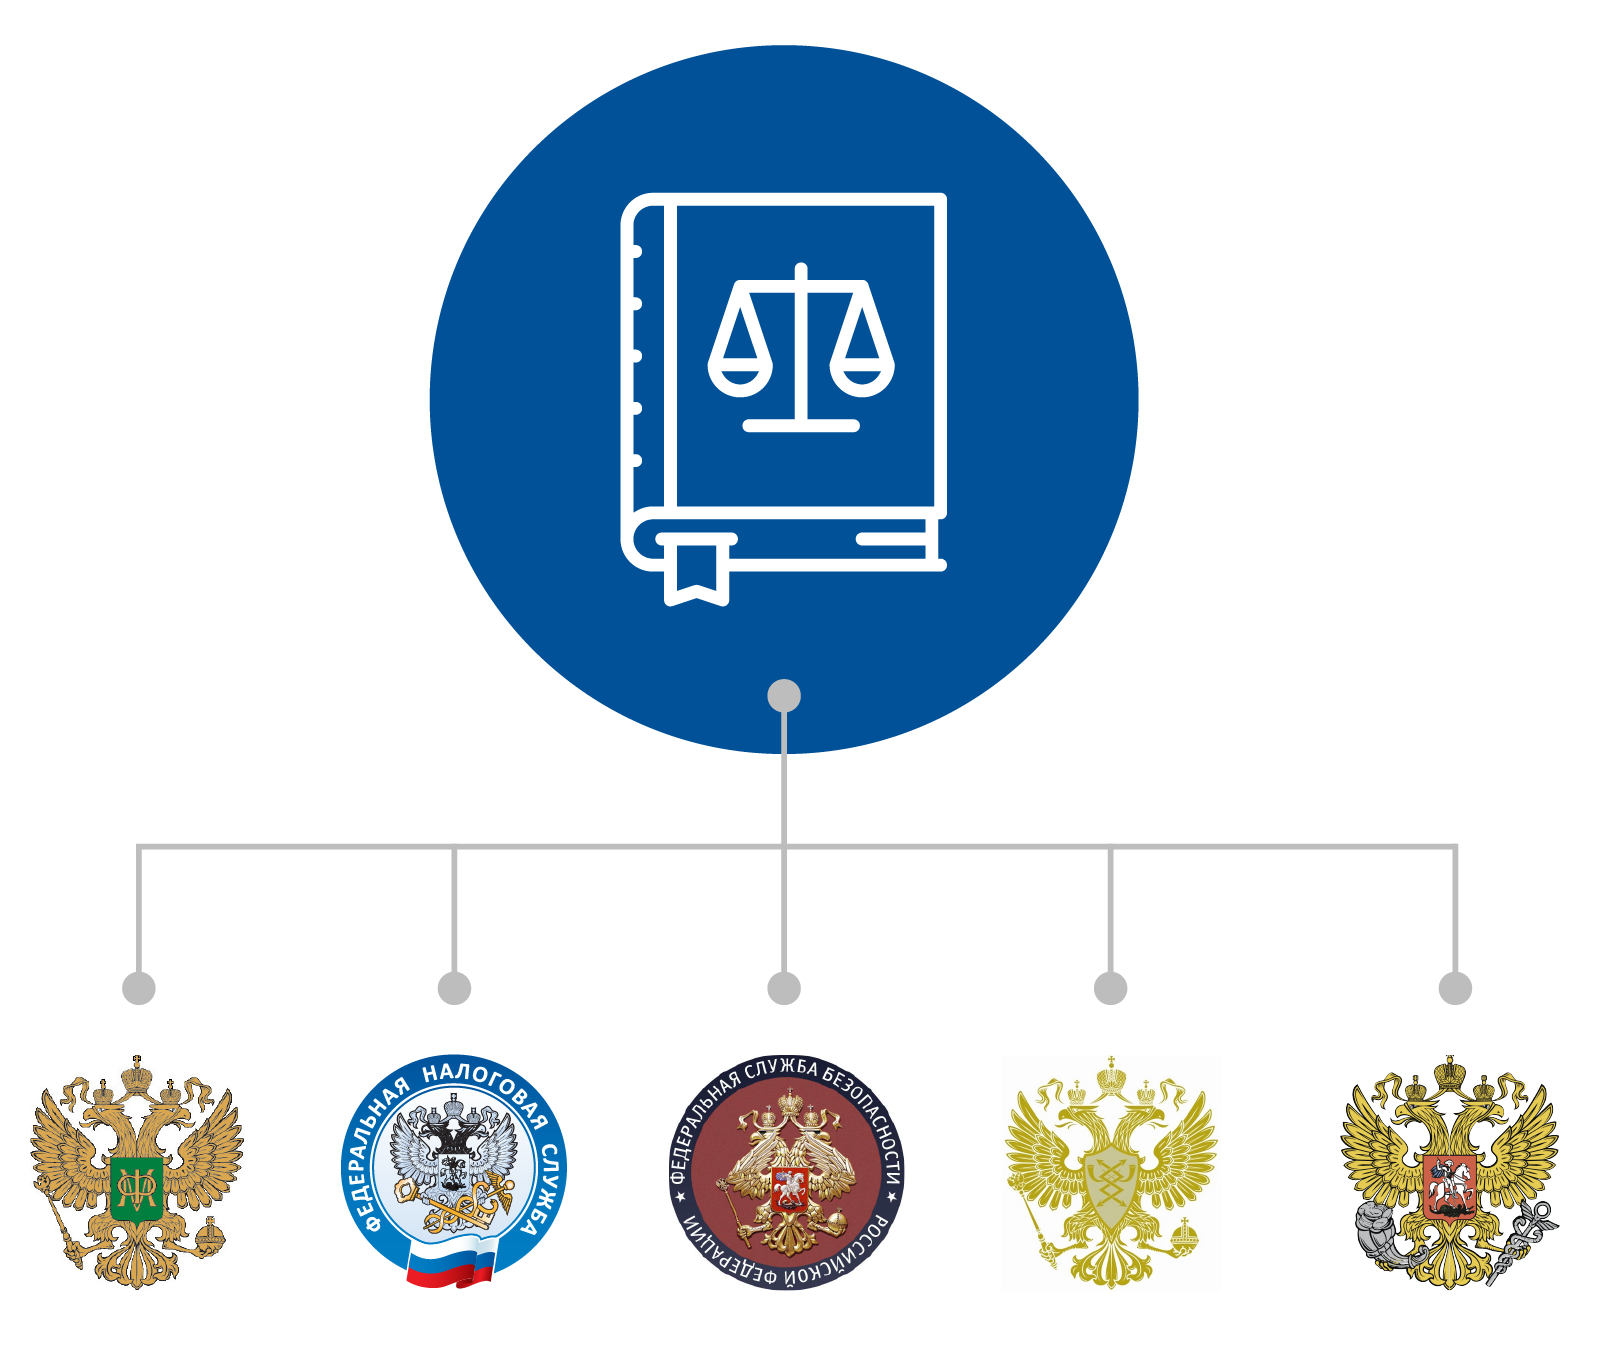 ФЕДЕРАЛЬНАЯ НАЛОГОВАЯ СЛУЖБА
ФЕДЕРАЛЬНАЯ СЛУЖБА БЕЗОПАСНОСТИ
РОССИЙСКОЙ ФЕДЕРАЦИИ